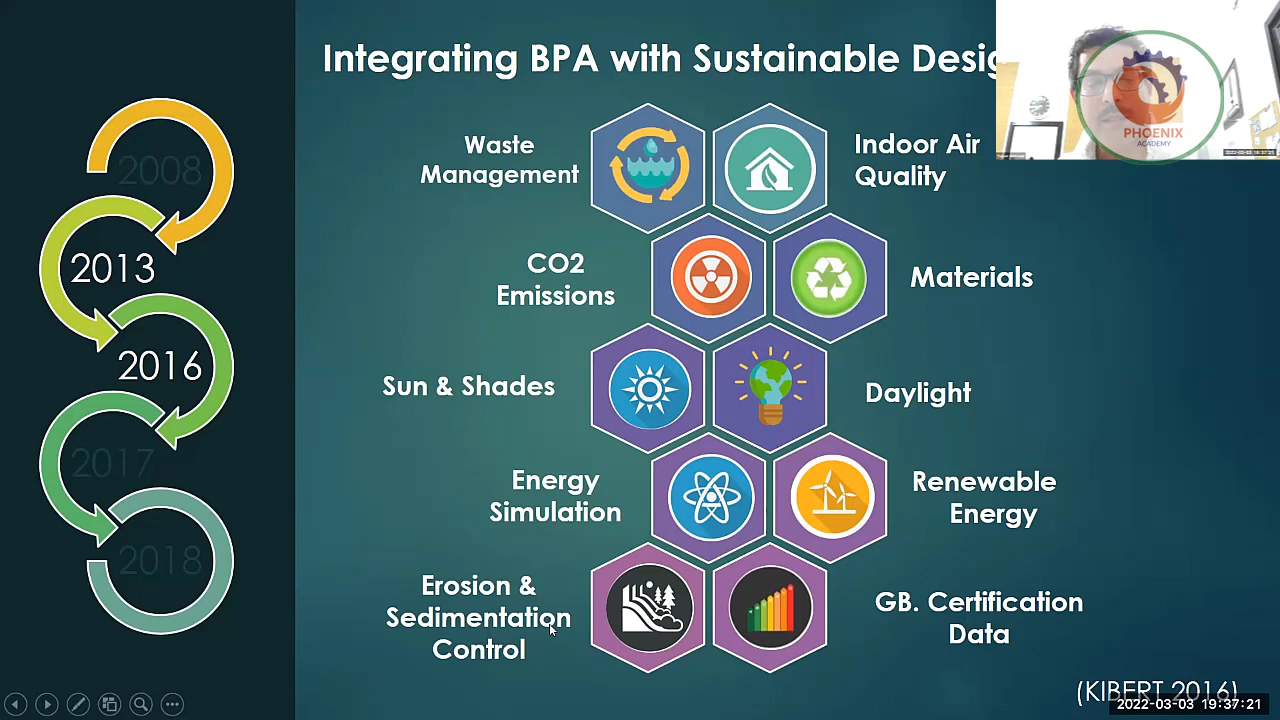 Integrating BPA with Sustainable Desig
PHOENIX
ACADEMY
2008
2013
2016
2017
2018
Waste
Management
Indoor Air
Quality
CO2
Emissions
Materials
Sun & Shades
Daylight
Energy
Simulation
Renewable
Energy
Erosion &
Sedimentation
Control
GB. Certification
Data
(KIBERT 2016)
2022-03-03 19:37:21